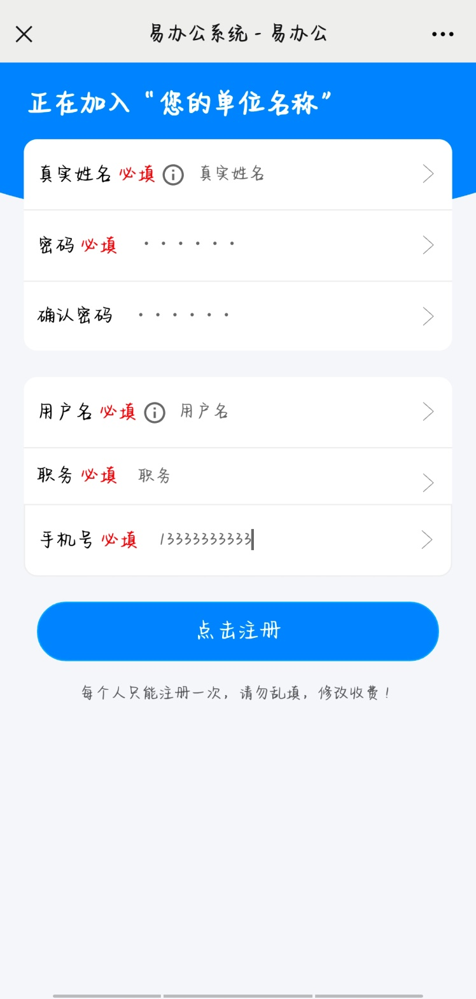 易办公系统 - 易办公
正在加入“您的单位名称”
真实姓名 必填 真实姓名
密码 必填 ······
确认密码 ······
用户名 必填 用户名
职务 必填 职务
手机号 必填 13333333333
点击注册
每个人只能注册一次，请勿乱填，修改收费！